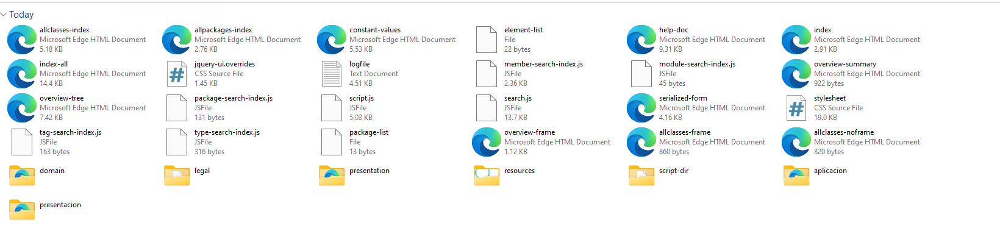 Today
allclasses-index
Microsoft Edge HTML Document
5.18 KB
allpackages-index
Microsoft Edge HTML Document
2.76 KB
constant-values
Microsoft Edge HTML Document
5.53 KB
element-list
File
22 bytes
help-doc
Microsoft Edge HTML Document
9.31 KB
index
Microsoft Edge HTML Document
2.91 KB
index-all
Microsoft Edge HTML Document
14.4 KB
jquery-ui.overrides
CSS Source File
1.45 KB
logfile
Text Document
4.51 KB
member-search-index.js
JSFile
2.36 KB
module-search-index.js
JSFile
45 bytes
overview-summary
Microsoft Edge HTML Document
922 bytes
overview-tree
Microsoft Edge HTML Document
7.42 KB
package-search-index.js
JSFile
131 bytes
script.js
JSFile
5.03 KB
search.js
JSFile
13.7 KB
serialized-form
Microsoft Edge HTML Document
4.16 KB
stylesheet
CSS Source File
19.0 KB
tag-search-index.js
JSFile
163 bytes
type-search-index.js
JSFile
316 bytes
package-list
File
13 bytes
overview-frame
Microsoft Edge HTML Document
1.12 KB
allclasses-frame
Microsoft Edge HTML Document
860 bytes
allclasses-noframe
Microsoft Edge HTML Document
820 bytes
domain
legal
presentation
resources
script-dir
aplicacion
presentacion